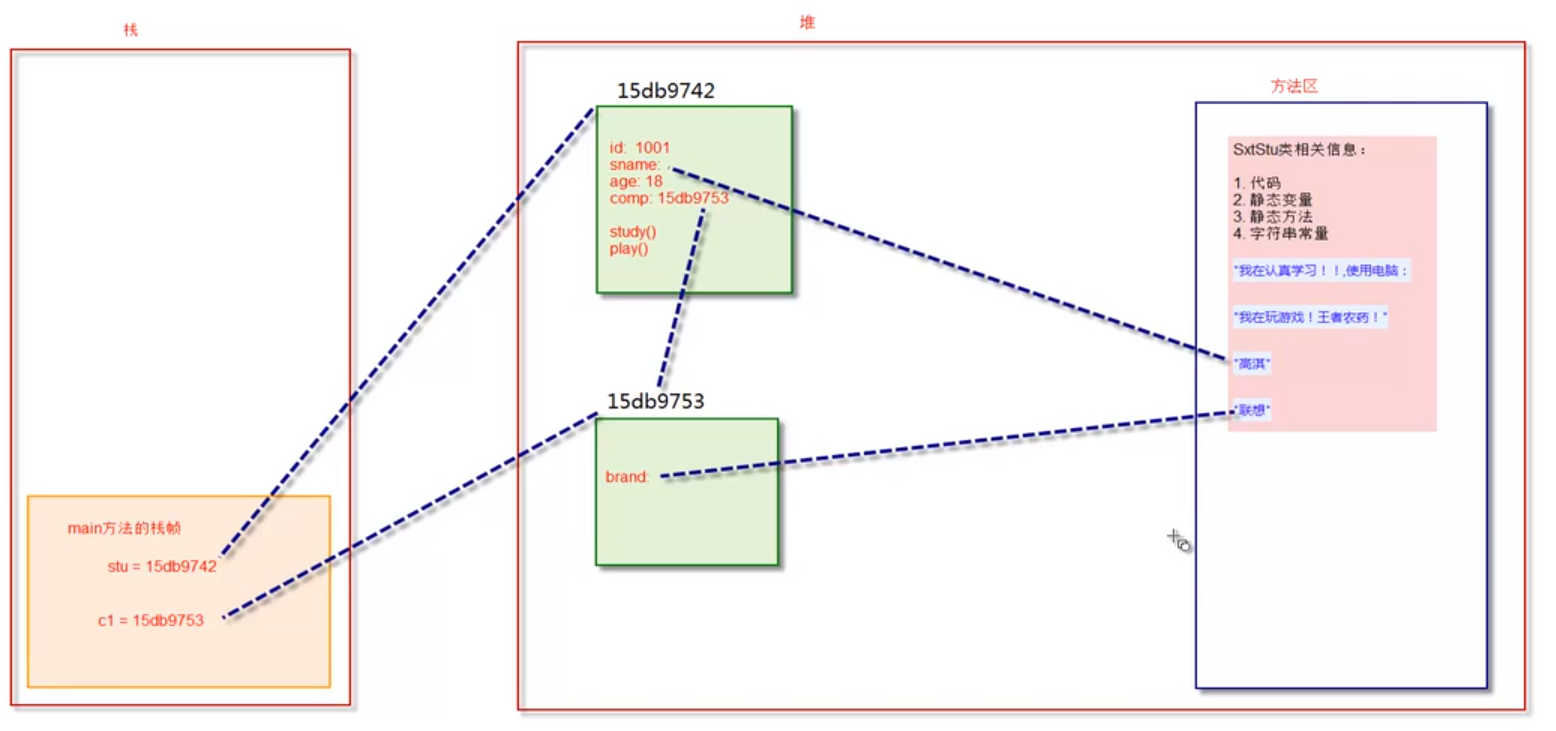 栈
main方法的栈帧
stu = 15db9742
c1 = 15db9753
堆
15db9742
id: 1001
sname:
age: 18
comp: 15db9753
study()
play()
15db9753
brand:
方法区
SxtStu类相关信息：
1. 代码
2. 静态变量
3. 静态方法
4. 字符串常量
"我在认真学习！！,使用电脑：
"我在玩游戏！王者农药！"
"高淇"
"联想"